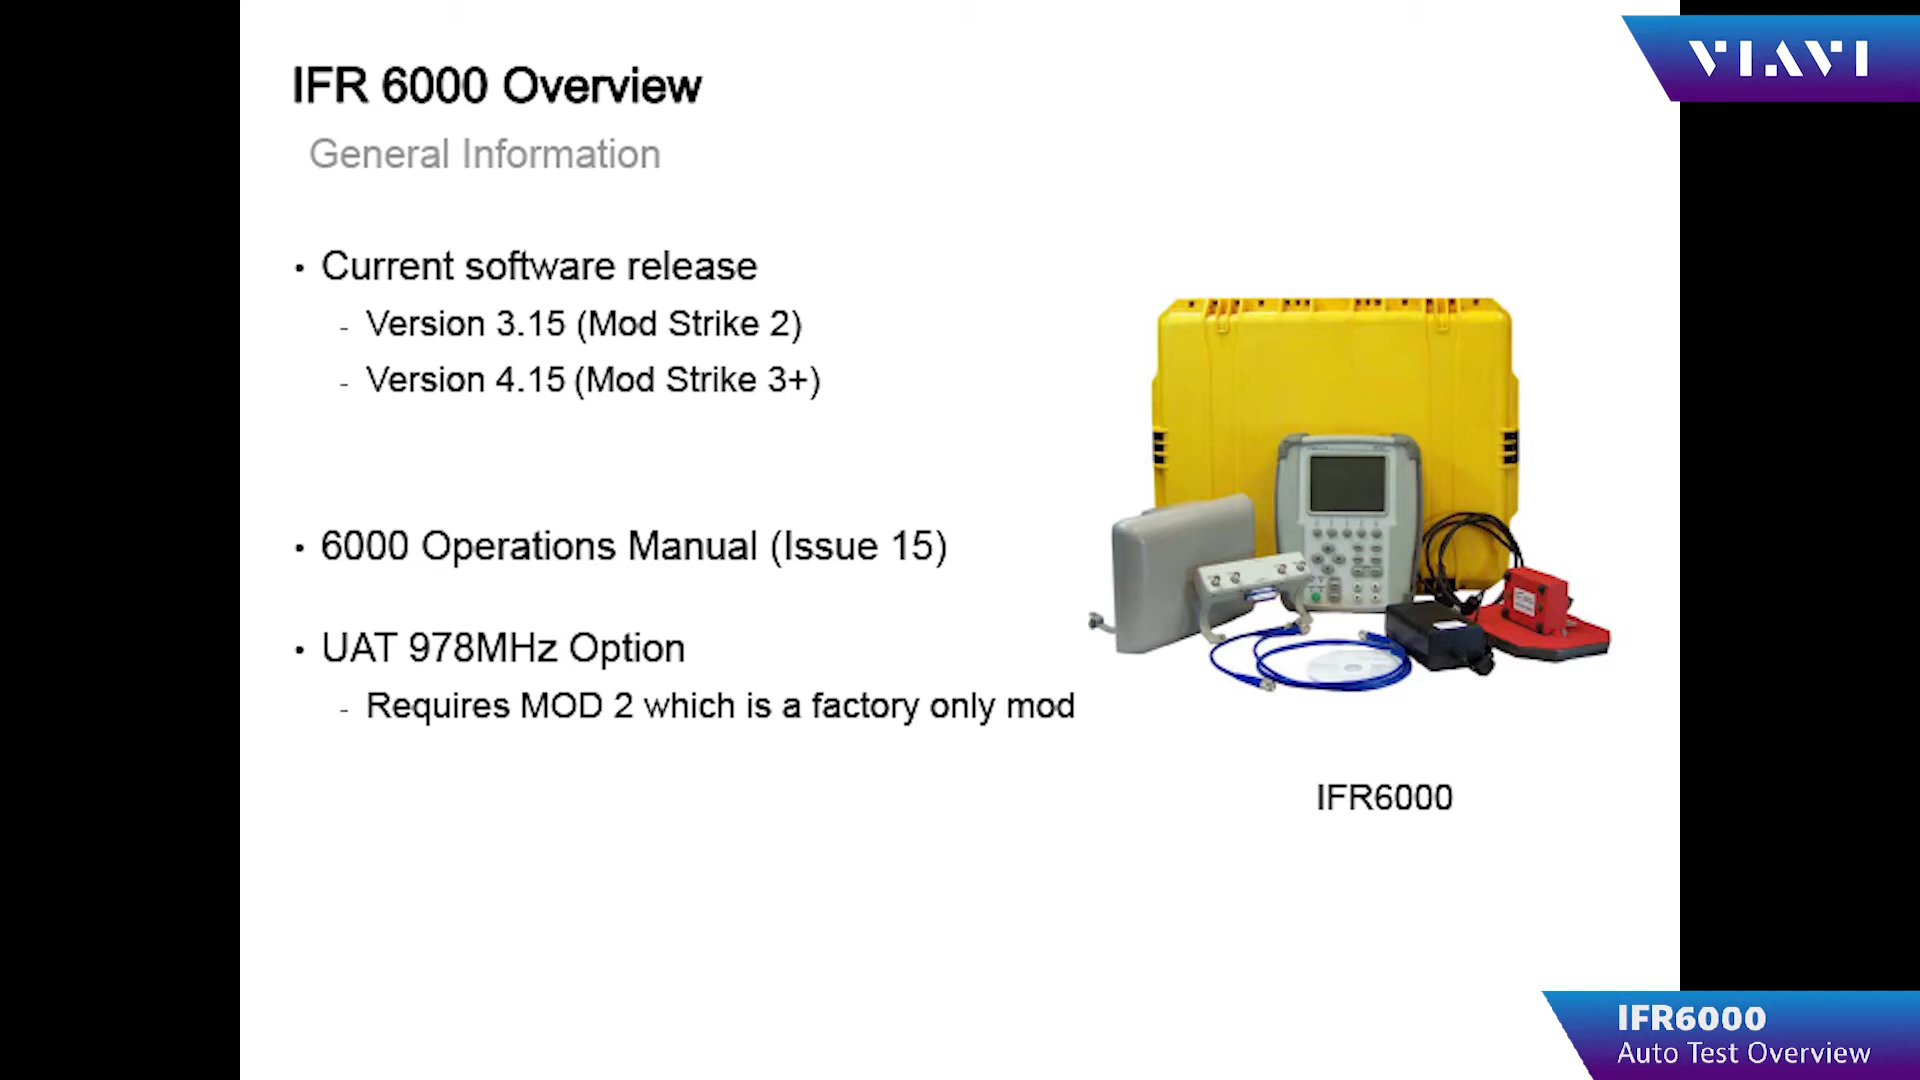 VIAVI
IFR 6000 Overview
General Information
• Current software release
- Version 3.15 (Mod Strike 2)
- Version 4.15 (Mod Strike 3+)
• 6000 Operations Manual (Issue 15)
• UAT 978MHz Option
- Requires MOD 2 which is a factory only mod
IFR6000
IFR6000
Auto Test Overview